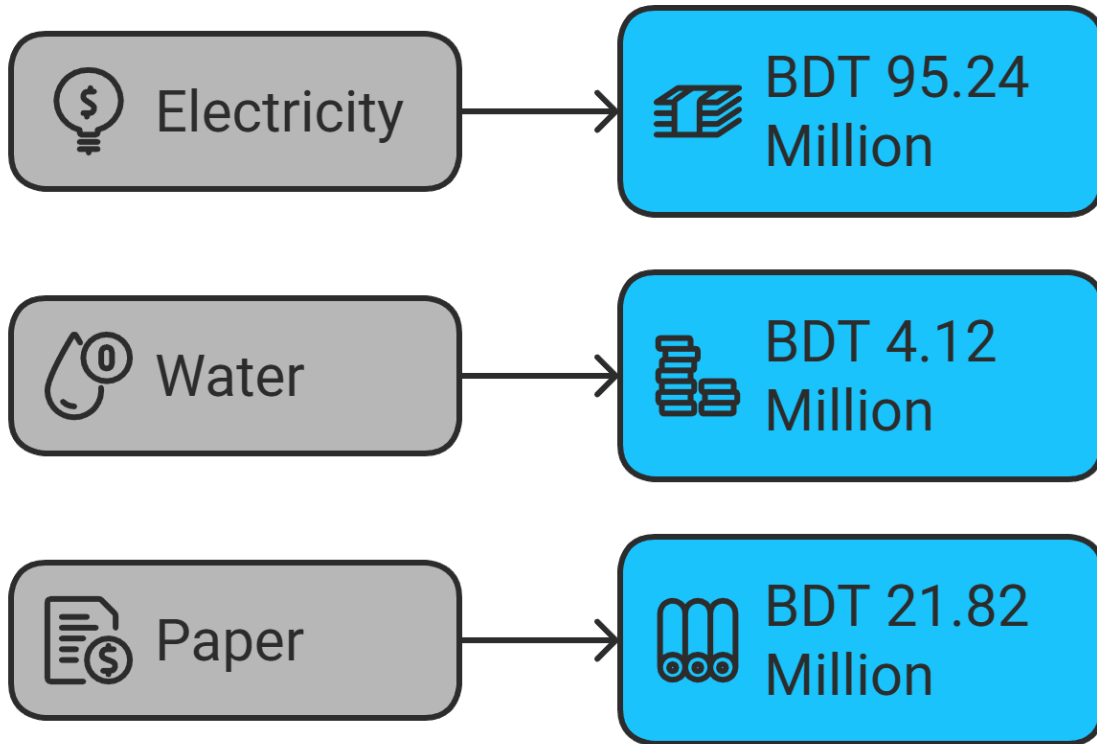 Electricity
BDT 95.24
Million
Water
BDT 4.12
Million
Paper
BDT 21.82
Million